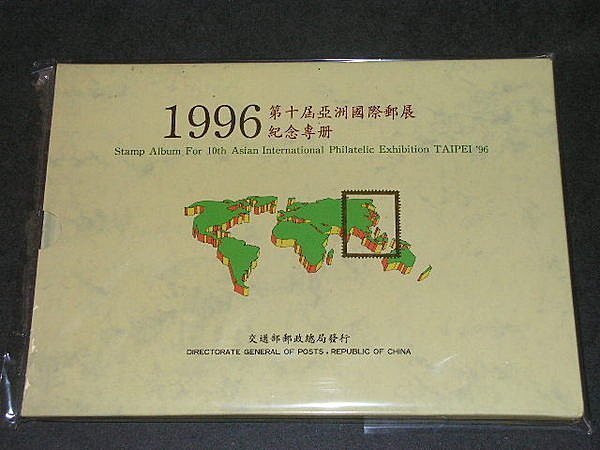 1996 第十屆亞洲國際郵展
紀念專册
Stamp Album For 10th Asian International Philatelic Exhibition TAIPEI '96
交通部郵政總局發行
DIRECTORATE GENERAL OF POSTS, REPUBLIC OF CHINA